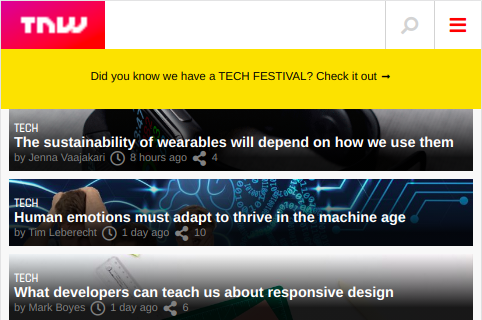 TNW
Did you know we have a TECH FESTIVAL? Check it out →
TECH
The sustainability of wearables will depend on how we use them
by Jenna Vaajakari 8 hours ago 4
TECH
Human emotions must adapt to thrive in the machine age
by Tim Leberecht 1 day ago 10
TECH
What developers can teach us about responsive design
by Mark Boyes 1 day ago 6